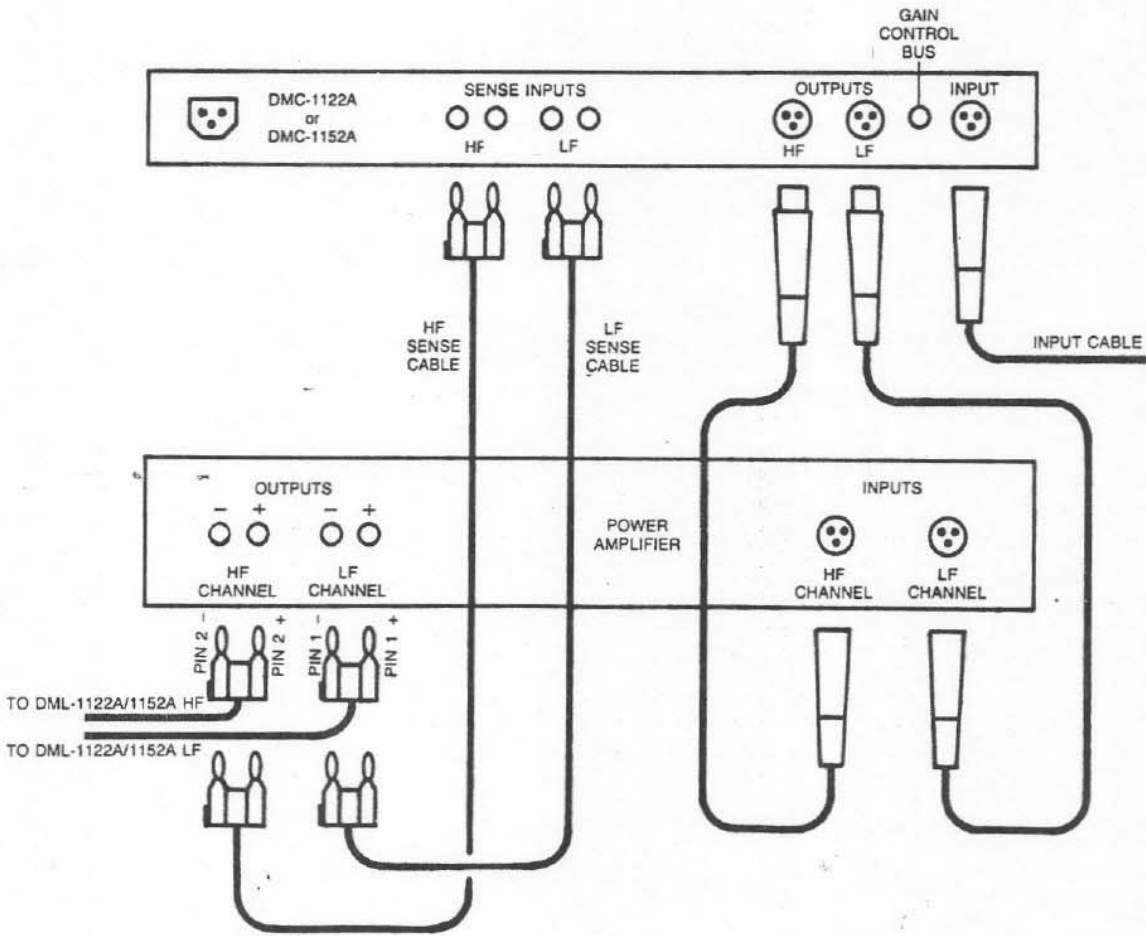 GAIN
CONTROL
BUS
DMC-1122A
or
DMC-1152A
SENSE INPUTS
HF
LF
OUTPUTS
HF
LF
INPUT
HF
SENSE
CABLE
LF
SENSE
CABLE
INPUT CABLE
OUTPUTS
- +
- +
HF
CHANNEL
LF
CHANNEL
POWER
AMPLIFIER
INPUTS
HF
CHANNEL
LF
CHANNEL
PIN 2 -
PIN 2 +
PIN 1 -
PIN 1 +
TO DML-1122A/1152A HF
TO DML-1122A/1152A LF